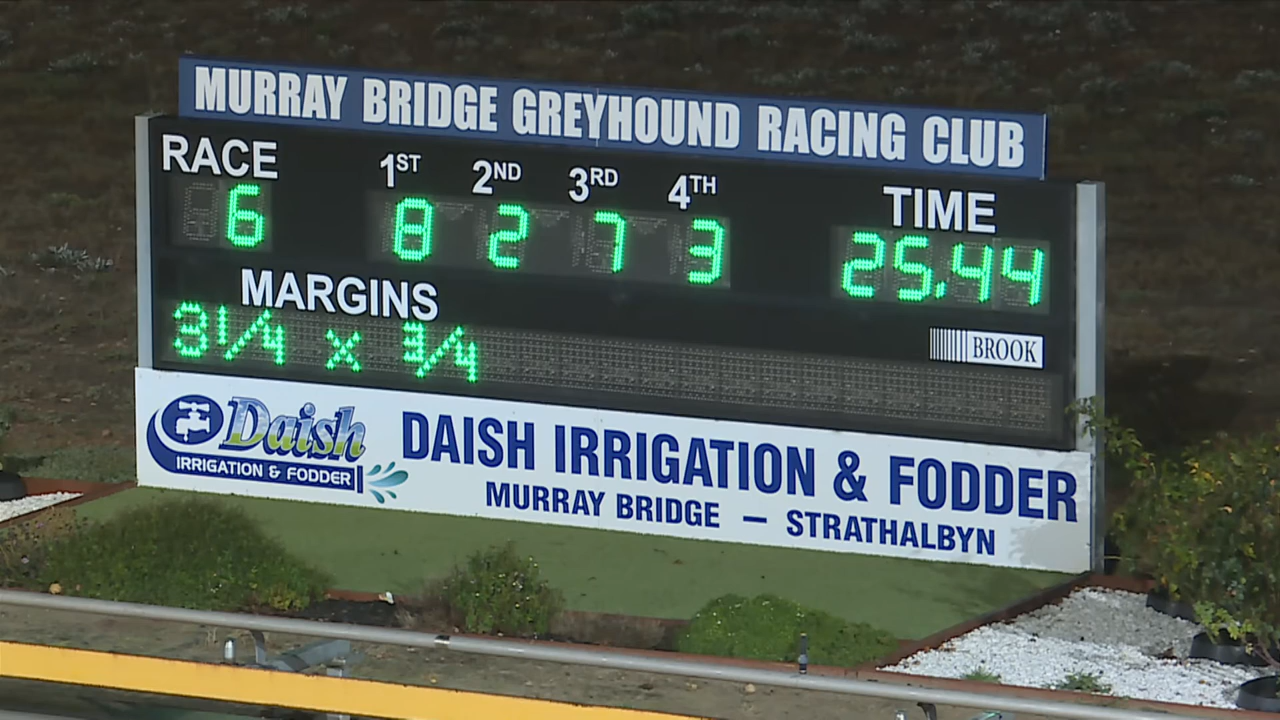 MURRAY BRIDGE GREYHOUND RACING CLUB
RACE 1ST 2ND 3RD 4TH TIME
6 8 2 7 3 25.44
MARGINS
3 1/4 x 3/4
BROOK
Daish
IRRIGATION & FODDER
DAISH IRRIGATION & FODDER
MURRAY BRIDGE – STRATHALBYN